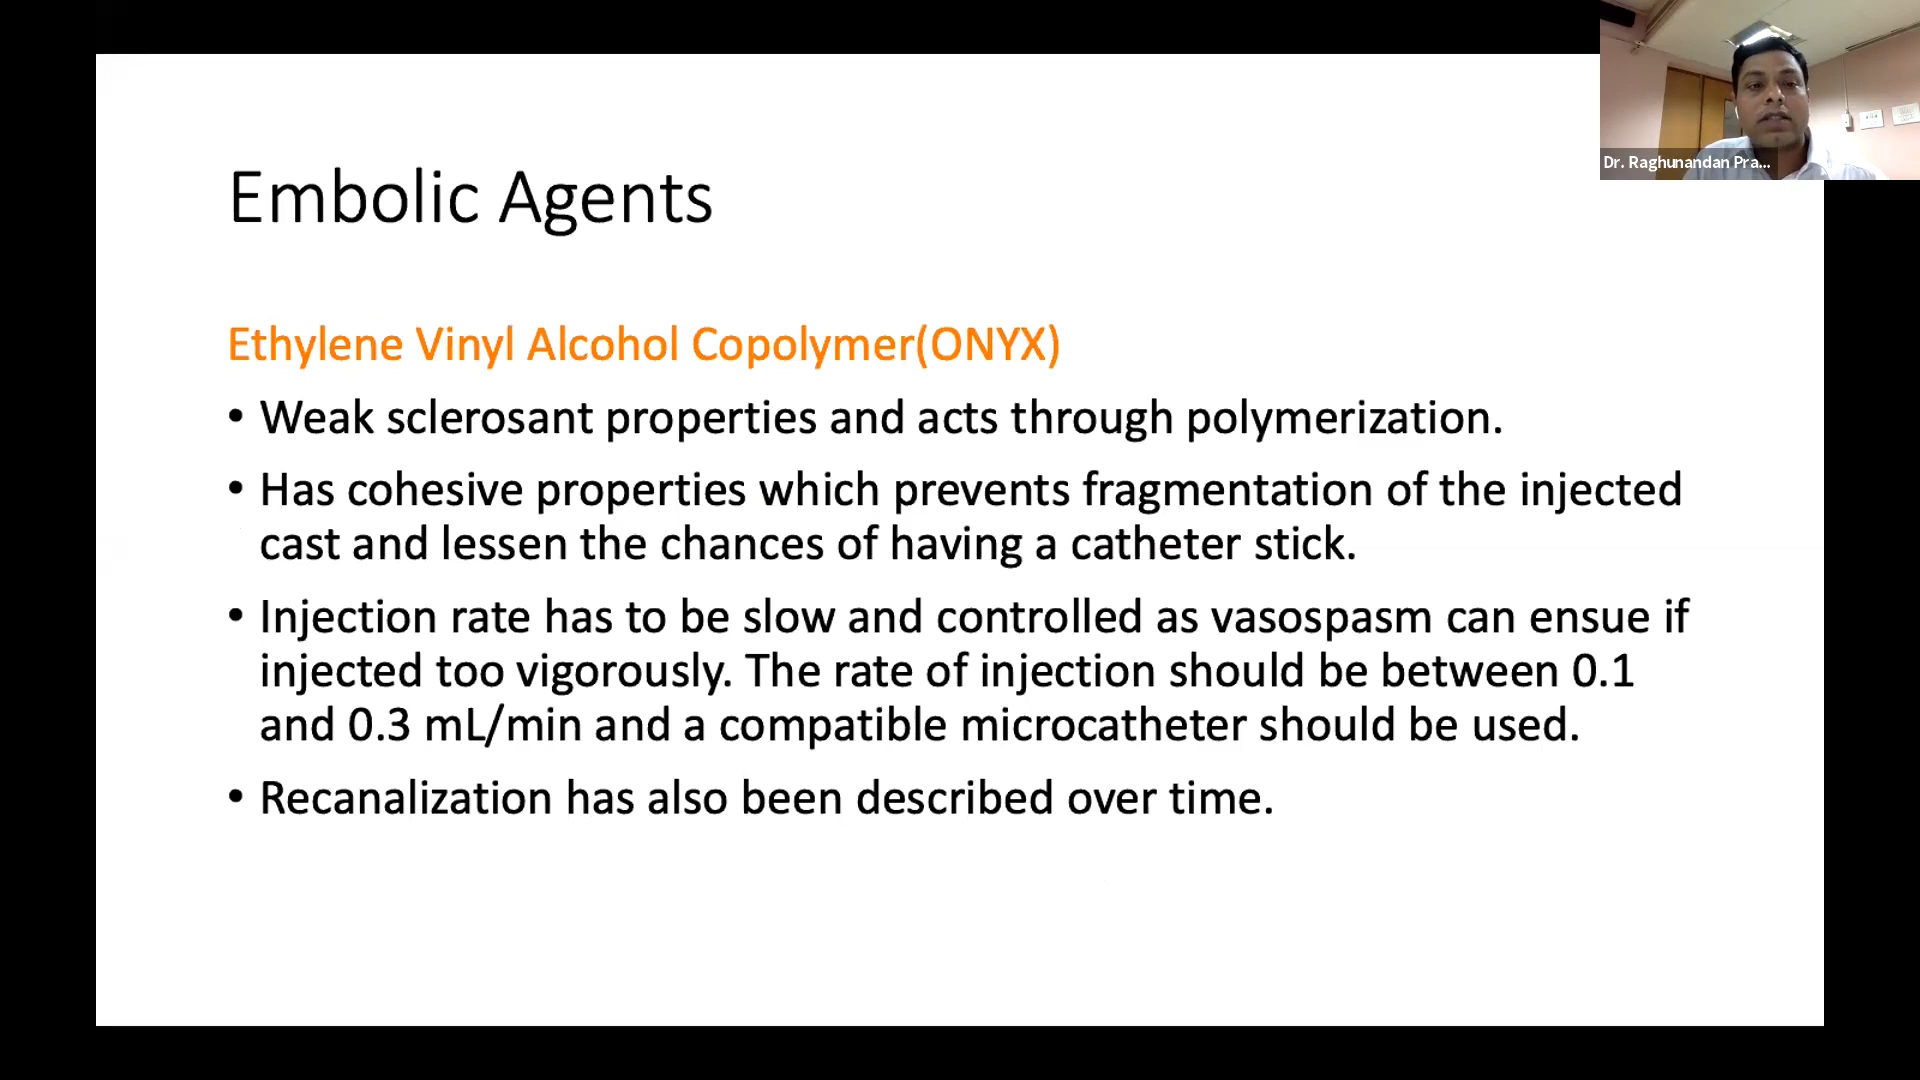 Dr. Raghunandan Pra...
Embolic Agents
Ethylene Vinyl Alcohol Copolymer(ONYX)
• Weak sclerosant properties and acts through polymerization.
• Has cohesive properties which prevents fragmentation of the injected
cast and lessen the chances of having a catheter stick.
• Injection rate has to be slow and controlled as vasospasm can ensue if
injected too vigorously. The rate of injection should be between 0.1
and 0.3 mL/min and a compatible microcatheter should be used.
• Recanalization has also been described over time.